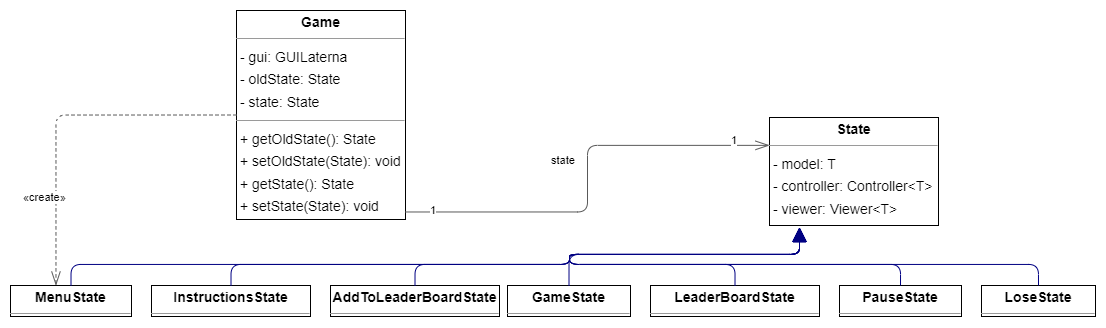 Game
- gui: GUILaterna
- oldState: State
- state: State
+ getOldState(): State
+ setOldState(State): void
+ getState(): State
+ setState(State): void
1
state
1
State
- model: T
- controller: Controller<T>
- viewer: Viewer<T>
«create»
MenuState
InstructionsState
AddToLeaderBoardState
GameState
LeaderBoardState
PauseState
LoseState